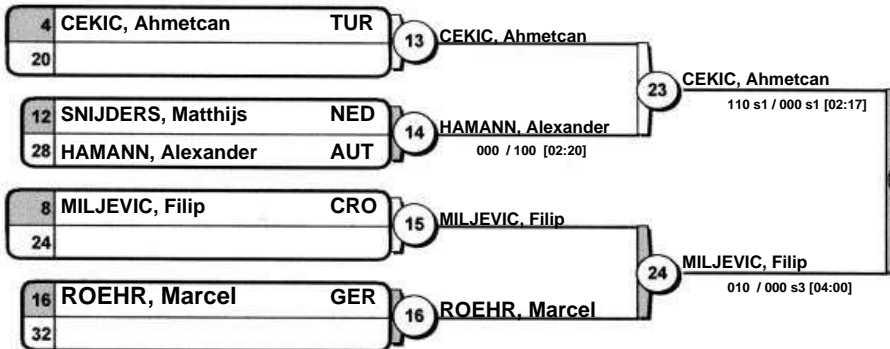 4 CEKIC, Ahmetcan TUR
20
13 CEKIC, Ahmetcan
12 SNIJDERS, Matthijs NED
28 HAMANN, Alexander AUT
14 HAMANN, Alexander
000 / 100 [02:20]
23 CEKIC, Ahmetcan
110 s1 / 000 s1 [02:17]
8 MILJEVIC, Filip CRO
24
15 MILJEVIC, Filip
16 ROEHR, Marcel GER
32
16 ROEHR, Marcel
24 MILJEVIC, Filip
010 / 000 s3 [04:00]